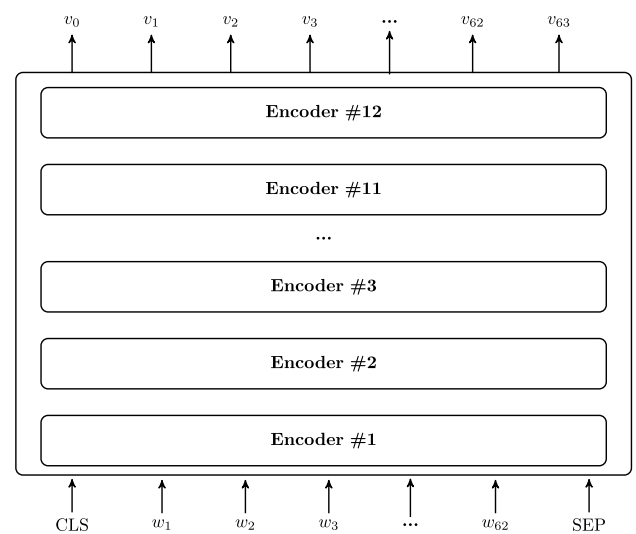 v₀ v₁ v₂ v₃ ... v₆₂ v₆₃
Encoder #12
Encoder #11
...
Encoder #3
Encoder #2
Encoder #1
CLS w₁ w₂ w₃ ... w₆₂ SEP